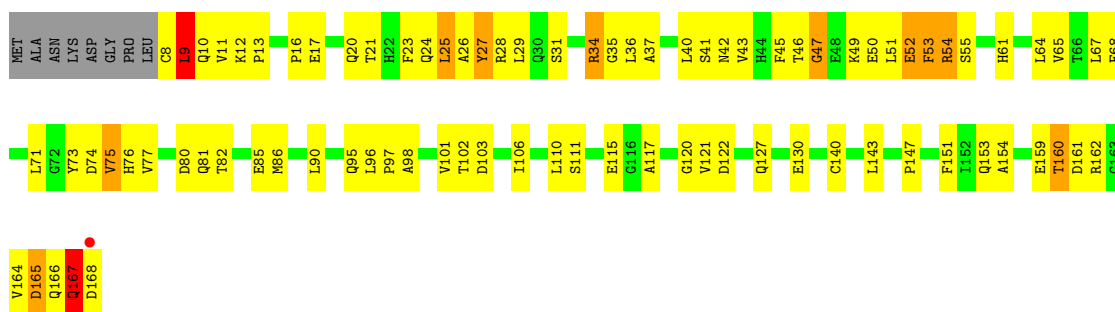 MET ALA ASN LYS ASP GLY PRO LEU C8 L9 Q10 V11 K12 P13 P16 E17 Q20 T21 H22 F23 Q24 L25 A26 Y27 R28 L29 Q30 S31 R34 G35 L36 A37 L40 S41 N42 V43 H44 F45 T46 G47 E48 K49 E50 L51 E52 F53 R54 S55 H61 L64 V65 T66 L67
L71 G72 Y73 D74 V75 H76 V77 D80 Q81 T82 E85 M86 L90 Q95 L96 P97 A98 V101 T102 D103 I106 L110 S111 E115 G116 A117 G120 V121 D122 Q127 E130 C140 L143 P147 F151 I152 Q153 A154 E159 T160 D161 R162
V164 D165 Q166 Q167 D168